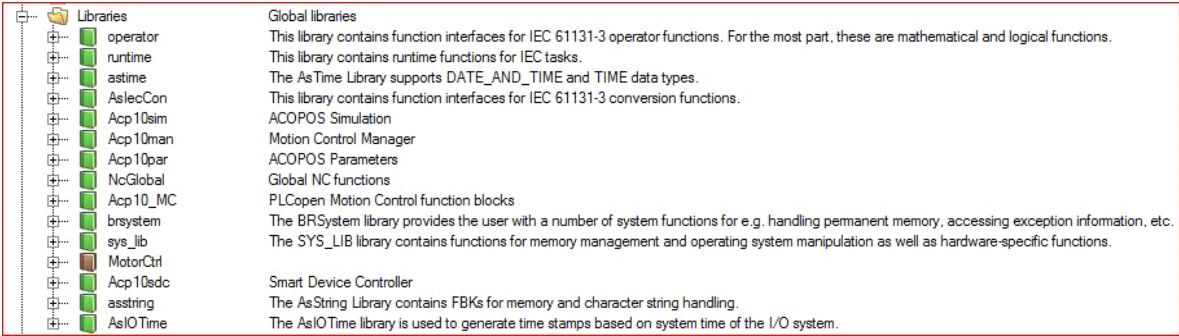 Libraries Global libraries
operator This library contains function interfaces for IEC 61131-3 operator functions. For the most part, these are mathematical and logical functions.
runtime This library contains runtime functions for IEC tasks.
astime The AsTime Library supports DATE_AND_TIME and TIME data types.
AsIecCon This library contains function interfaces for IEC 61131-3 conversion functions.
Acp10sim ACOPOS Simulation
Acp10man Motion Control Manager
Acp10par ACOPOS Parameters
NcGlobal Global NC functions
Acp10_MC PLCopen Motion Control function blocks
brsystem The BRSystem library provides the user with a number of system functions for e.g. handling permanent memory, accessing exception information, etc.
sys_lib The SYS_LIB library contains functions for memory management and operating system manipulation as well as hardware-specific functions.
MotorCtrl
Acp10sdc Smart Device Controller
asstring The AsString Library contains FBKs for memory and character string handling.
AsIOTime The AsIOTime library is used to generate time stamps based on system time of the I/O system.